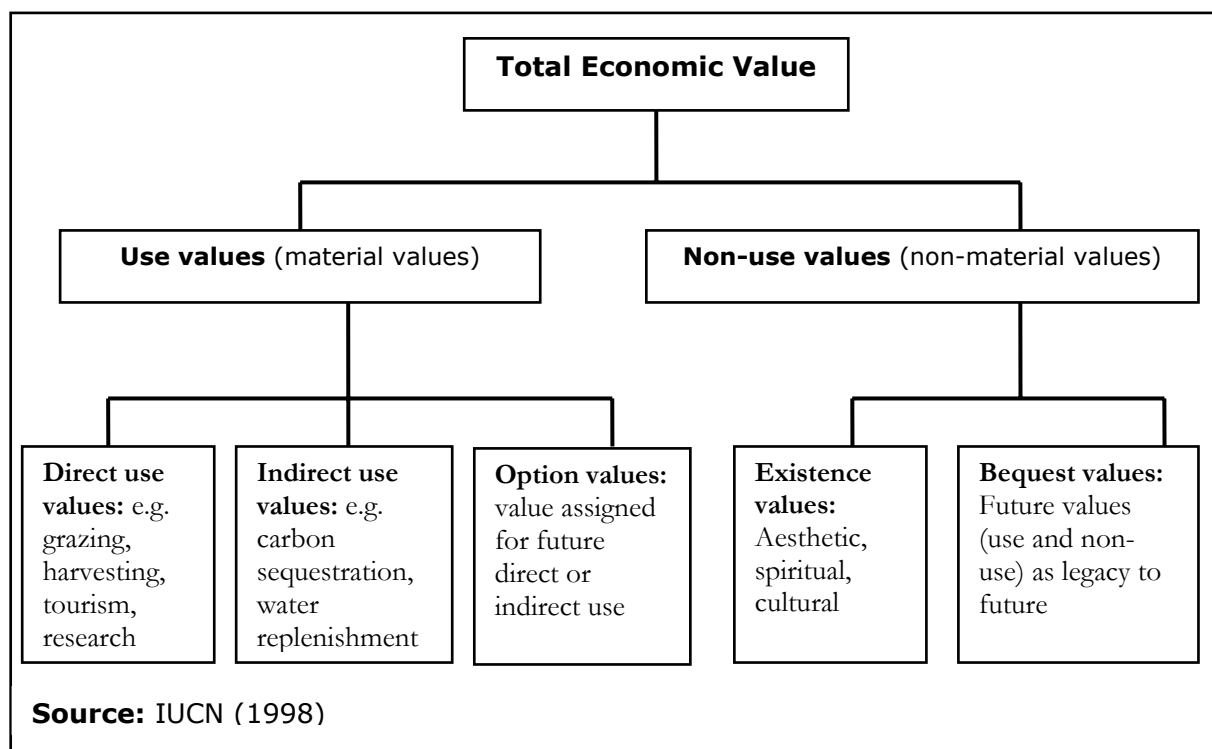 Total Economic Value
Use values (material values)
Non-use values (non-material values)
Direct use
values: e.g.
grazing,
harvesting,
tourism,
research
Indirect use
values: e.g.
carbon
sequestration,
water
replenishment
Option values:
value assigned
for future
direct or
indirect use
Existence
values:
Aesthetic,
spiritual,
cultural
Bequest values:
Future values
(use and non-
use) as legacy to
future
Source: IUCN (1998)